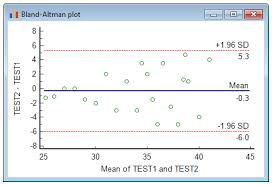 Bland-Altman plot
8
6
4
2
0
-2
-4
-6
-8
TEST2 - TEST1
+1.96 SD
5.3
Mean
-0.3
-1.96 SD
-6.0
25 30 35 40 45
Mean of TEST1 and TEST2